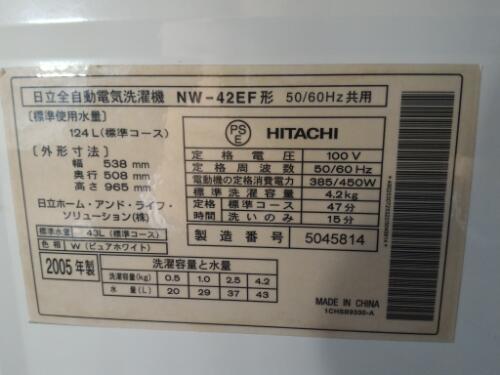 日立全自動電気洗濯機 NW-42EF形 50/60Hz共用
〔標準使用水量〕
124L(標準コース)
〔外形寸法〕
幅 538 mm
奥行 508 mm
高さ 965 mm
日立ホーム・アンド・ライフ・
ソリューション(株)
標準水量 43L(標準コース)
色相 W(ピュアホワイト)
PS
E
HITACHI
定格電圧 100V
定格周波数 50/60Hz
電動機の定格消費電力 385/450W
標準洗濯容量 4.2kg
定格 標準コース 47分
時間 洗いのみ 15分
製造番号 5045814
2005年製
洗濯容量と水量
洗濯容量(kg) 0.5 1.0 2.5 4.2
水量(L) 20 29 37 43
MADE IN CHINA
1CHSB9330-A